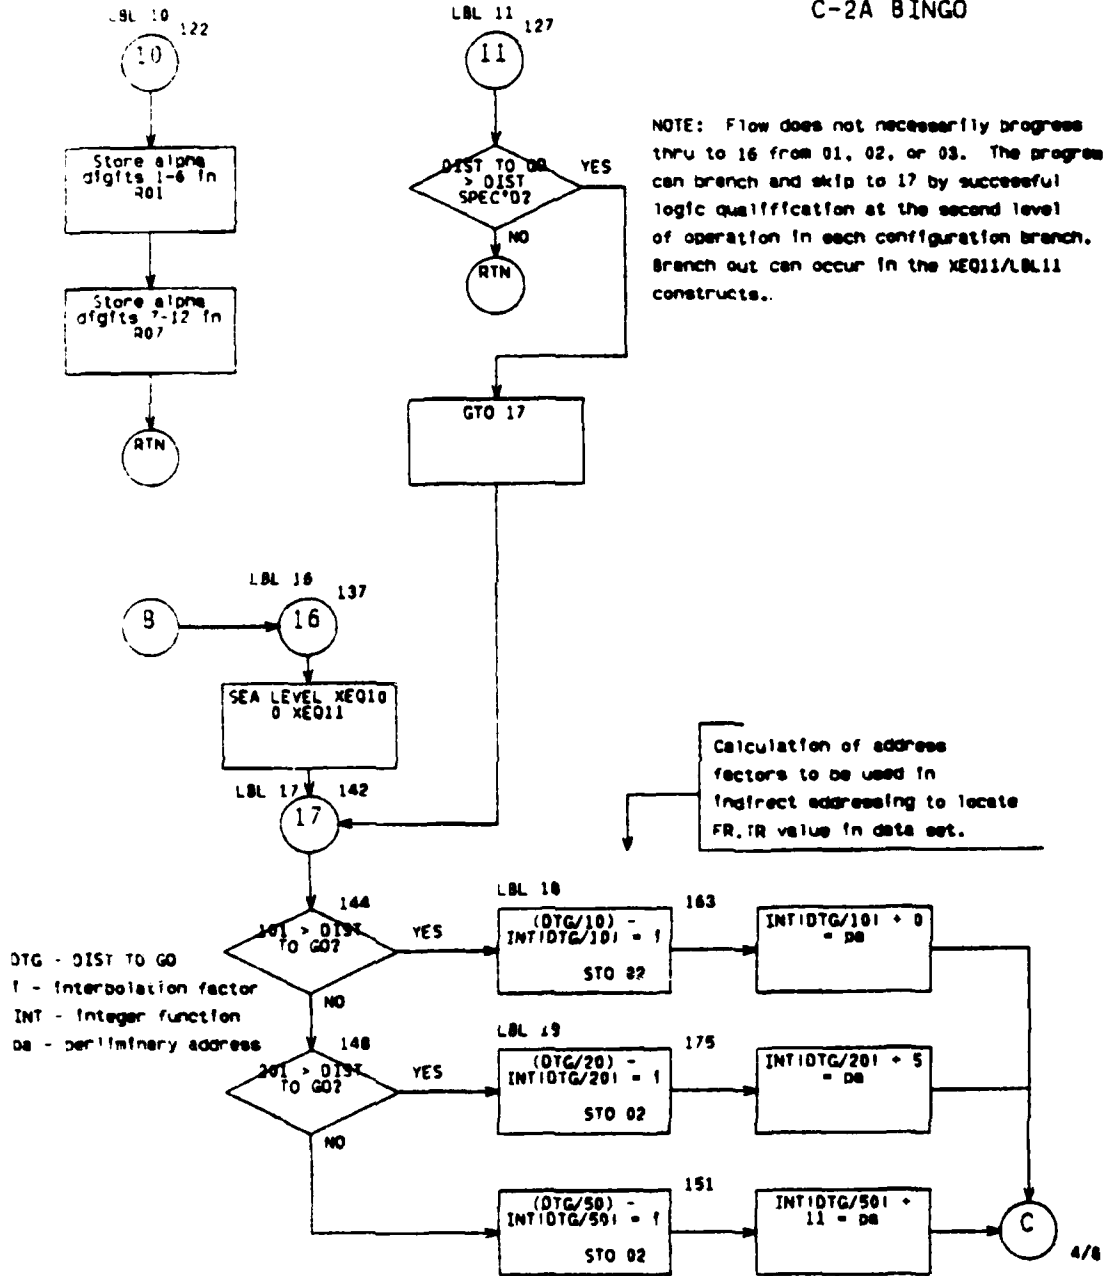 C-2A BINGO
LBL 10
122
10
Store alpha
digits 1-6 in
R01
Store alpha
digits 7-12 in
R07
RTN
LBL 11
127
11
DIST TO GO
> DIST
SPEC'D?
YES
NO
RTN
GTO 17
NOTE: Flow does not necessarily progress
thru to 16 from 01, 02, or 03. The program
can branch and skip to 17 by successful
logic qualification at the second level
of operation in each configuration branch.
Branch out can occur in the XEQ11/LBL11
constructs..
LBL 16
137
B
16
SEA LEVEL XEQ10
0 XEQ11
LBL 17
142
17
Calculation of address
factors to be used in
indirect addressing to locate
FR,TR value in data set.
144
101 > DIST
TO GO?
YES
NO
LBL 18
(DTG/10) -
INT(DTG/10) = f
STO 02
163
INT(DTG/10) + 0
= pa
DTG - DIST TO GO
f - interpolation factor
INT - integer function
pa - perliminary address
148
201 > DIST
TO GO?
YES
NO
LBL 19
(DTG/20) -
INT(DTG/20) = f
STO 02
175
INT(DTG/20) + 5
= pa
(DTG/50) -
INT(DTG/50) = f
STO 02
151
INT(DTG/50) +
11 = pa
C
4/6